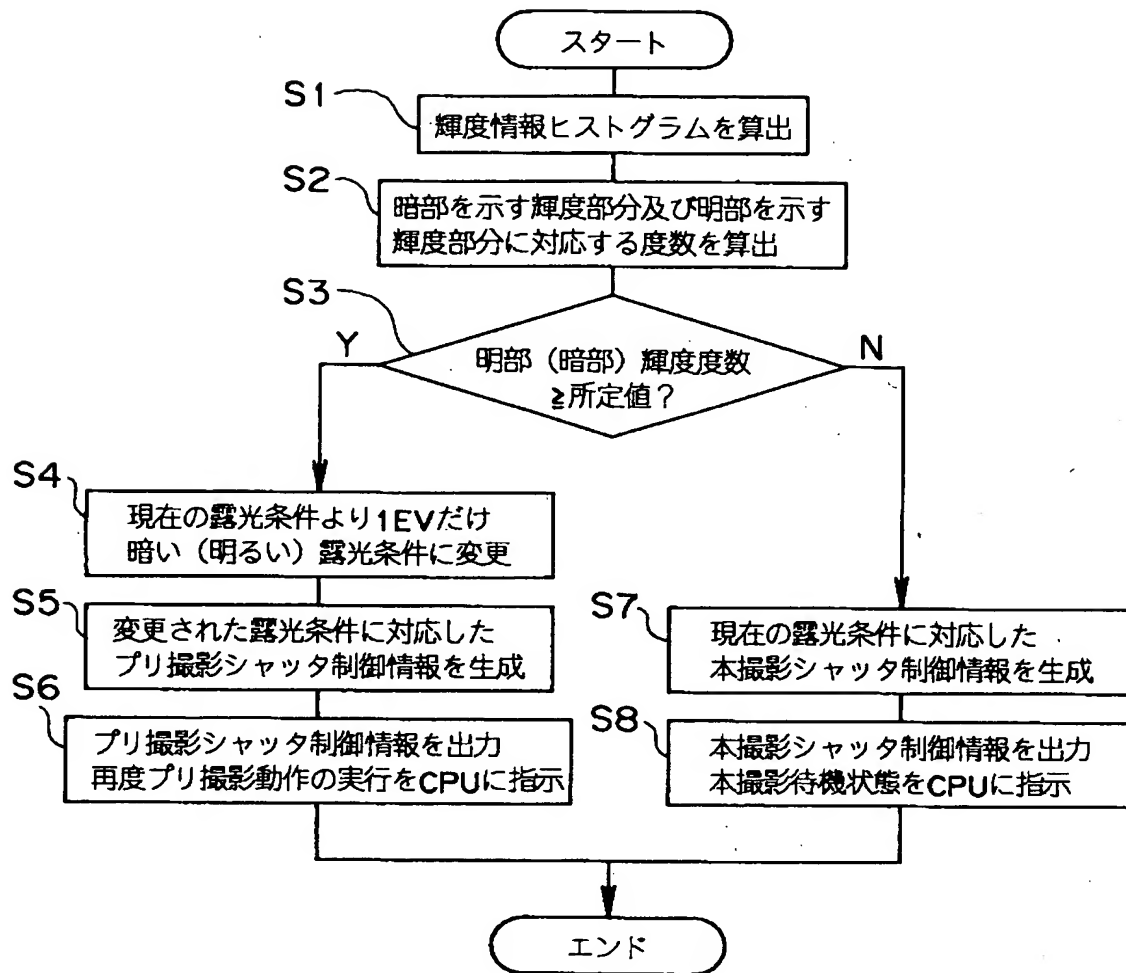 スタート
S1
輝度情報ヒストグラムを算出
S2
暗部を示す輝度部分及び明部を示す
輝度部分に対応する度数を算出
S3
明部（暗部）輝度度数
≧所定値？
Y
N
S4
現在の露光条件より1EVだけ
暗い（明るい）露光条件に変更
S5
変更された露光条件に対応した
プリ撮影シャッタ制御情報を生成
S6
プリ撮影シャッタ制御情報を出力
再度プリ撮影動作の実行をCPUに指示
S7
現在の露光条件に対応した
本撮影シャッタ制御情報を生成
S8
本撮影シャッタ制御情報を出力
本撮影待機状態をCPUに指示
エンド